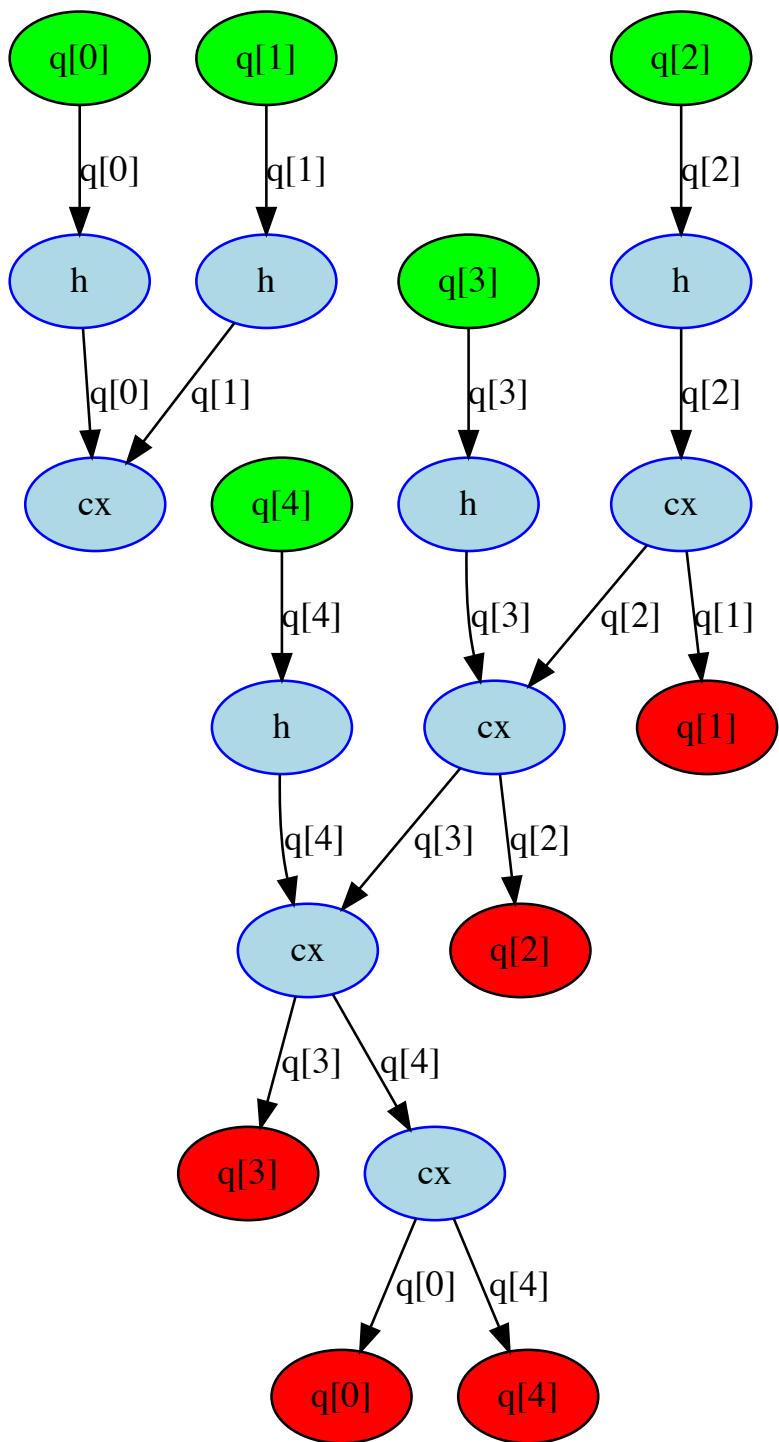 q[0] q[1] q[2]
q[0] q[1] q[2]
h h q[3] h
q[0] q[1] q[3] q[2]
cx q[4] h cx
q[4] q[3] q[2] q[1]
h cx q[1]
q[4] q[3] q[2]
cx q[2]
q[3] q[4]
q[3] cx
q[0] q[4]
q[0] q[4]